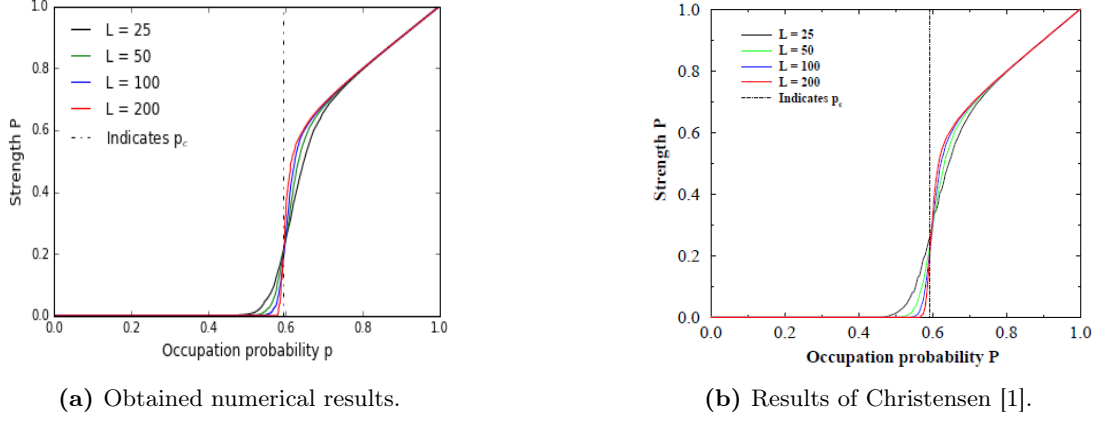 1.0
0.8
0.6
0.4
0.2
0.0
0.0 0.2 0.4 0.6 0.8 1.0
Strength P
Occupation probability p
L = 25
L = 50
L = 100
L = 200
Indicates p_c
(a) Obtained numerical results.
1.0
0.8
0.6
0.4
0.2
0.0
0.0 0.2 0.4 0.6 0.8 1.0
Strength P
Occupation probability P
L = 25
L = 50
L = 100
L = 200
Indicates p_c
(b) Results of Christensen [1].